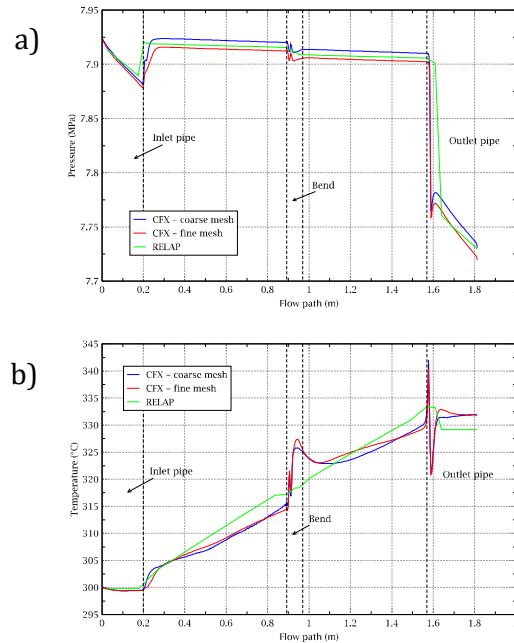 a)
7.95
7.9
7.85
7.8
7.75
7.7
Pressure (MPa)
Inlet pipe
Outlet pipe
Bend
CFX – coarse mesh
CFX – fine mesh
RELAP
0
0.2
0.4
0.6
0.8
1
1.2
1.4
1.6
1.8
Flow path (m)
b)
345
340
335
330
325
320
315
310
305
300
295
Temperature (°C)
CFX – coarse mesh
CFX – fine mesh
RELAP
Inlet pipe
Outlet pipe
Bend
0
0.2
0.4
0.6
0.8
1
1.2
1.4
1.6
1.8
Flow path (m)